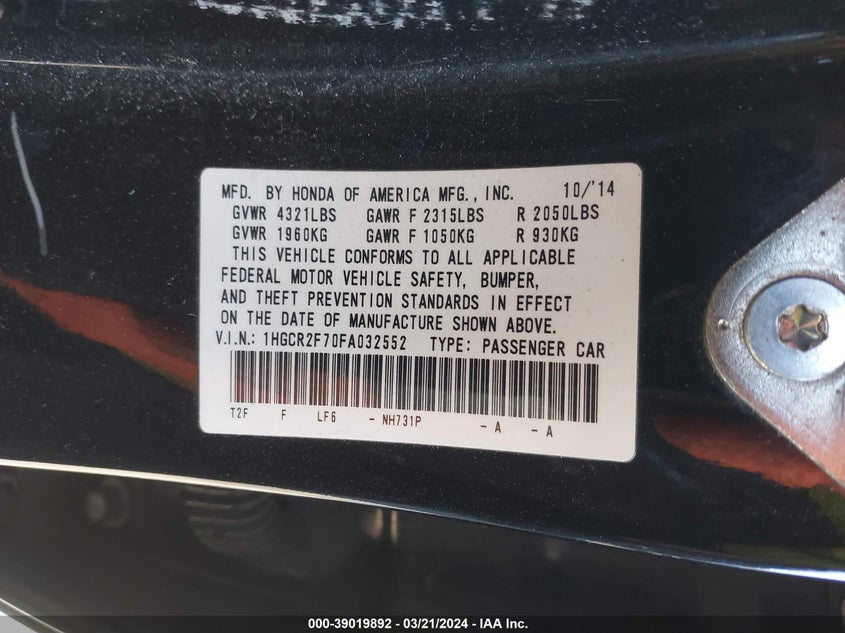 MFD. BY HONDA OF AMERICA MFG., INC. 10/'14
GVWR 4321LBS GAWR F 2315LBS R 2050LBS
GVWR 1960KG GAWR F 1050KG R 930KG
THIS VEHICLE CONFORMS TO ALL APPLICABLE
FEDERAL MOTOR VEHICLE SAFETY, BUMPER,
AND THEFT PREVENTION STANDARDS IN EFFECT
ON THE DATE OF MANUFACTURE SHOWN ABOVE.
V.I.N.: 1HGCR2F70FA032552 TYPE: PASSENGER CAR
T2F F LF6 - NH731P - A - A
000-39019892 - 03/21/2024 - IAA Inc.